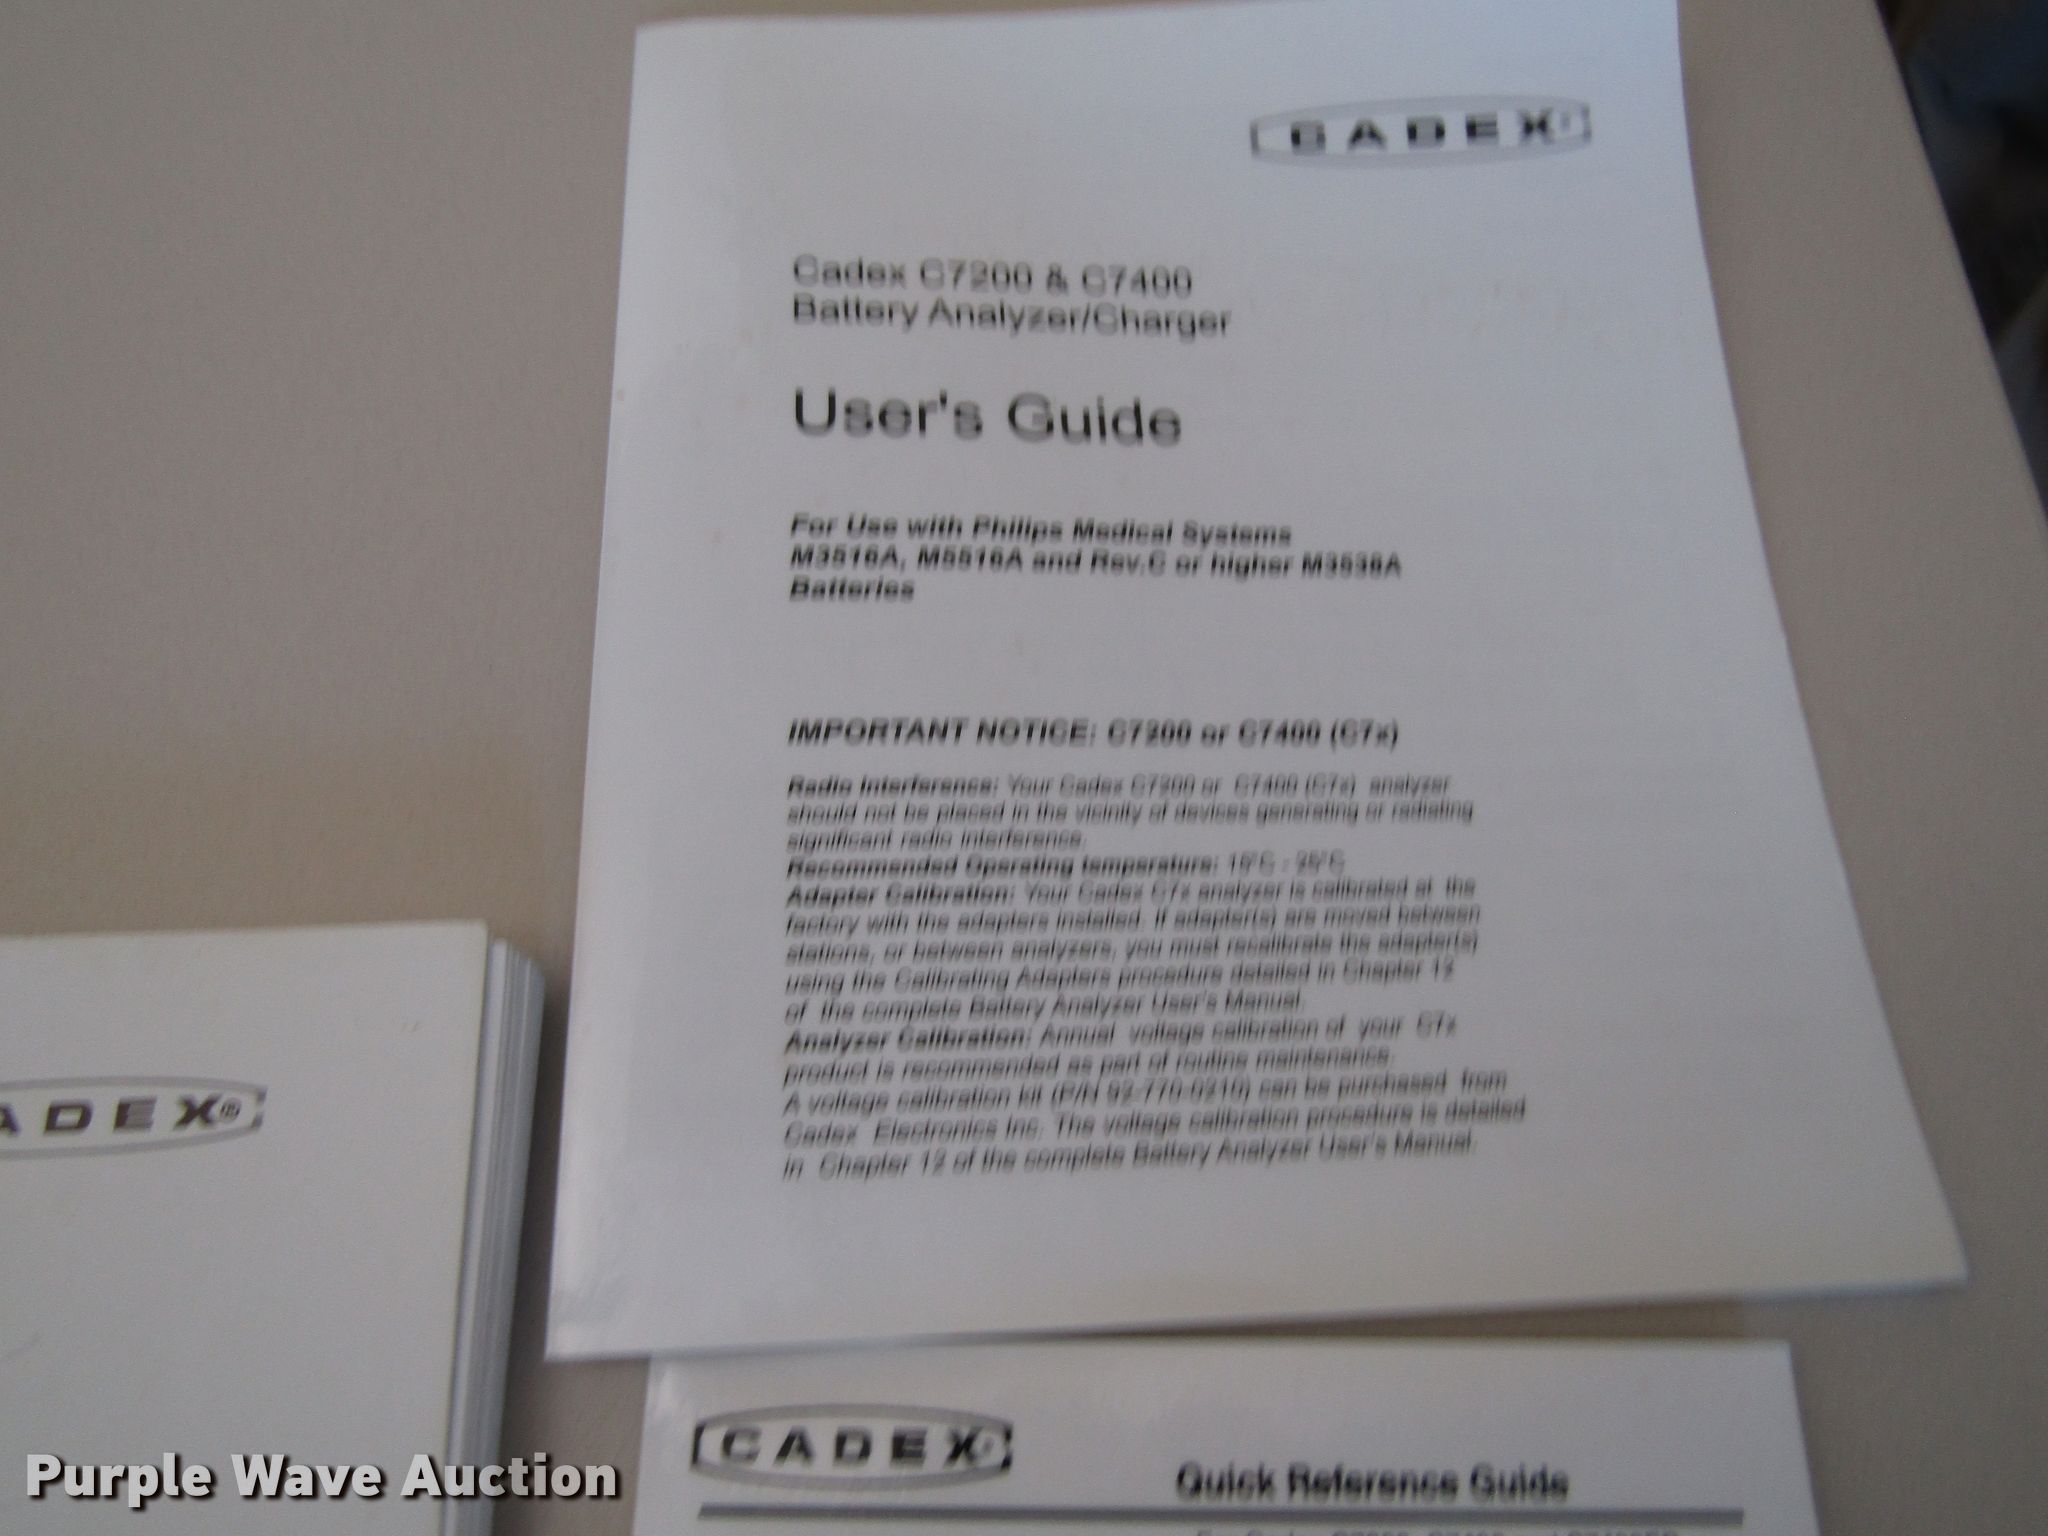 CADEX
Cadex C7200 & C7400
Battery Analyzer/Charger
User's Guide
For Use with Philips Medical Systems
M3516A, M5516A and Rev.C or higher M3538A
Batteries
IMPORTANT NOTICE: C7200 or C7400 (C7x)
Radio Interference: Your Cadex C7200 or C7400 (C7x) analyzer
should not be placed in the vicinity of devices generating or radiating
significant radio interference.
Recommended Operating temperature:
Adapter Calibration: Your Cadex C7x analyzer is calibrated at the
factory with the adapters installed. If adapter(s) are moved between
stations, or between analyzers, you must recalibrate the adapter(s)
using the Calibrating Adapters procedure detailed in Chapter 12
of the complete Battery Analyzer User's Manual.
Analyzer Calibration: Annual voltage calibration of your C7x
product is recommended as part of routine maintenance.
A voltage calibration kit (P/N 92-770-0210) can be purchased from
Cadex Electronics Inc. The voltage calibration procedure is detailed
in Chapter 12 of the complete Battery Analyzer User's Manual.
ADEX®
CADEX
Quick Reference Guide
Purple Wave Auction